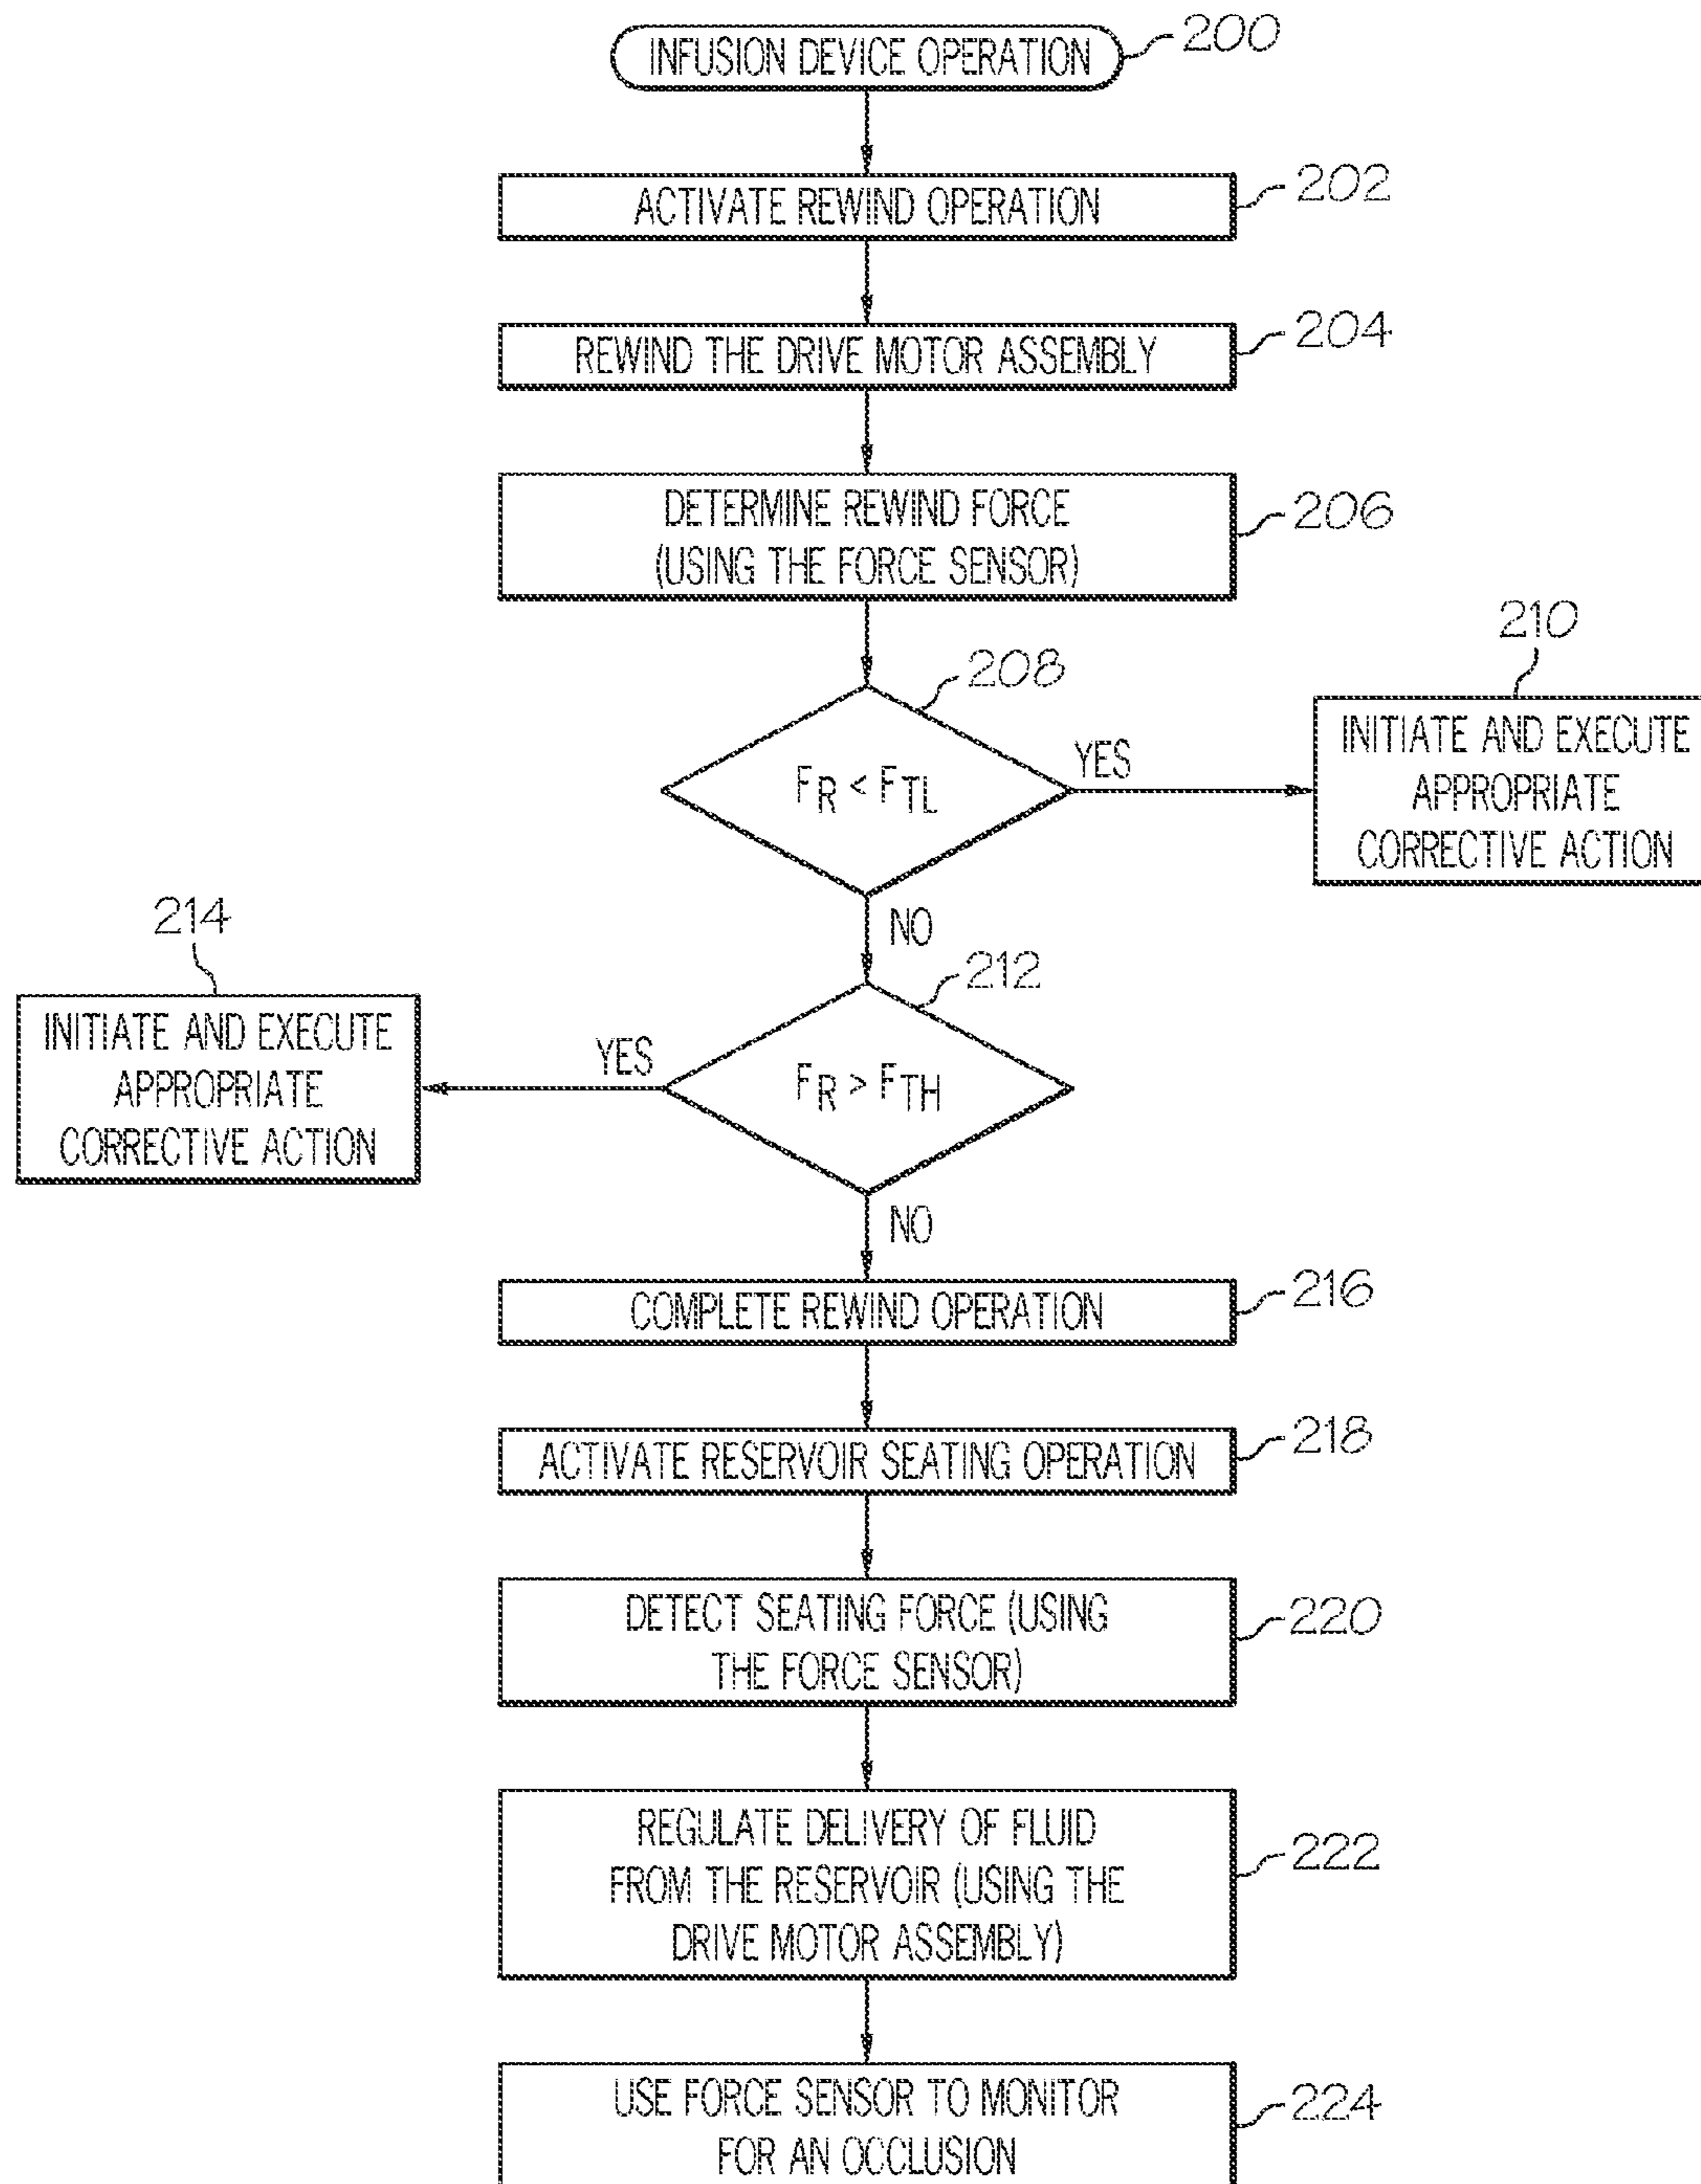 INFUSION DEVICE OPERATION
200
ACTIVATE REWIND OPERATION
202
REWIND THE DRIVE MOTOR ASSEMBLY
204
DETERMINE REWIND FORCE
(USING THE FORCE SENSOR)
206
208
FR < FTL
YES
NO
210
INITIATE AND EXECUTE
APPROPRIATE
CORRECTIVE ACTION
212
FR > FTH
YES
NO
214
INITIATE AND EXECUTE
APPROPRIATE
CORRECTIVE ACTION
COMPLETE REWIND OPERATION
216
ACTIVATE RESERVOIR SEATING OPERATION
218
DETECT SEATING FORCE (USING
THE FORCE SENSOR)
220
REGULATE DELIVERY OF FLUID
FROM THE RESERVOIR (USING THE
DRIVE MOTOR ASSEMBLY)
222
USE FORCE SENSOR TO MONITOR
FOR AN OCCLUSION
224